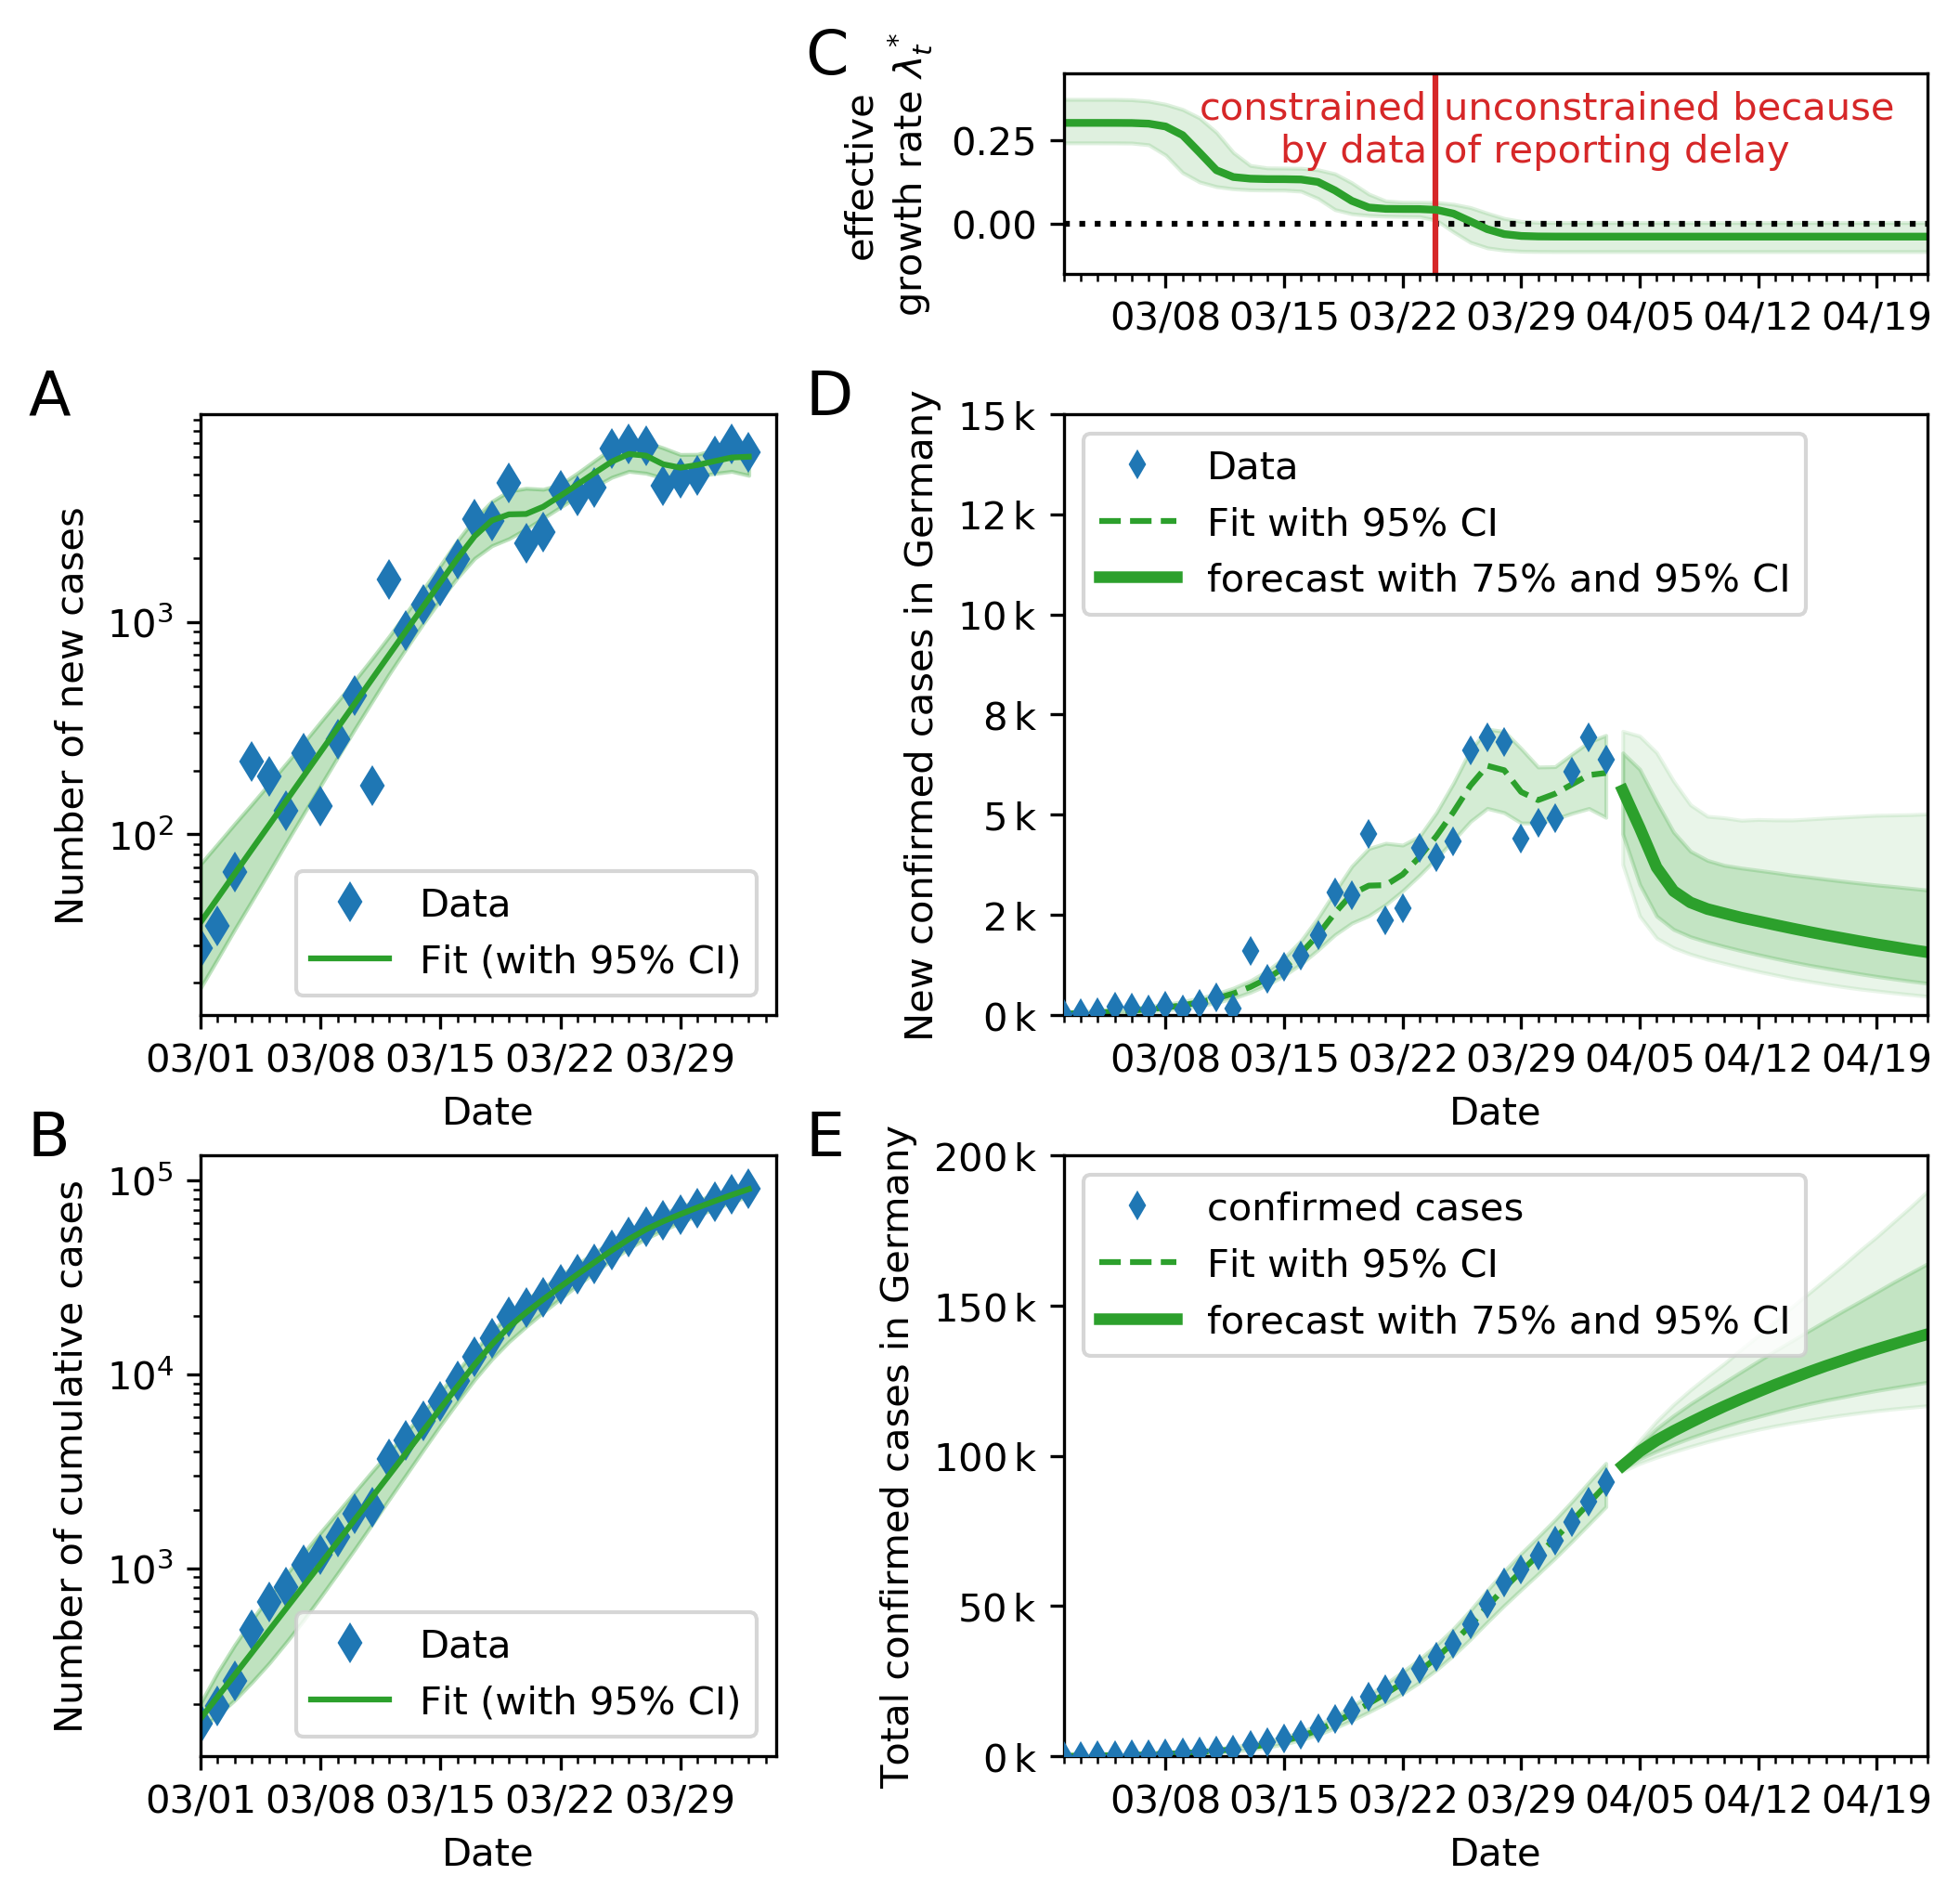 C
effective
growth rate λ*t
constrained unconstrained because
by data of reporting delay
0.25
0.00
03/08 03/15 03/22 03/29 04/05 04/12 04/19
A
Number of new cases
10³
10²
Data
Fit (with 95% CI)
03/01 03/08 03/15 03/22 03/29
Date
D
New confirmed cases in Germany
15 k
12 k
10 k
8 k
5 k
2 k
0 k
Data
Fit with 95% CI
forecast with 75% and 95% CI
03/08 03/15 03/22 03/29 04/05 04/12 04/19
Date
B
Number of cumulative cases
10⁵
10⁴
10³
Data
Fit (with 95% CI)
03/01 03/08 03/15 03/22 03/29
Date
E
Total confirmed cases in Germany
200 k
150 k
100 k
50 k
0 k
confirmed cases
Fit with 95% CI
forecast with 75% and 95% CI
03/08 03/15 03/22 03/29 04/05 04/12 04/19
Date